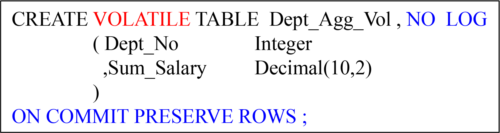 CREATE VOLATILE TABLE Dept_Agg_Vol , NO LOG
( Dept_No Integer
,Sum_Salary Decimal(10,2)
)
ON COMMIT PRESERVE ROWS ;